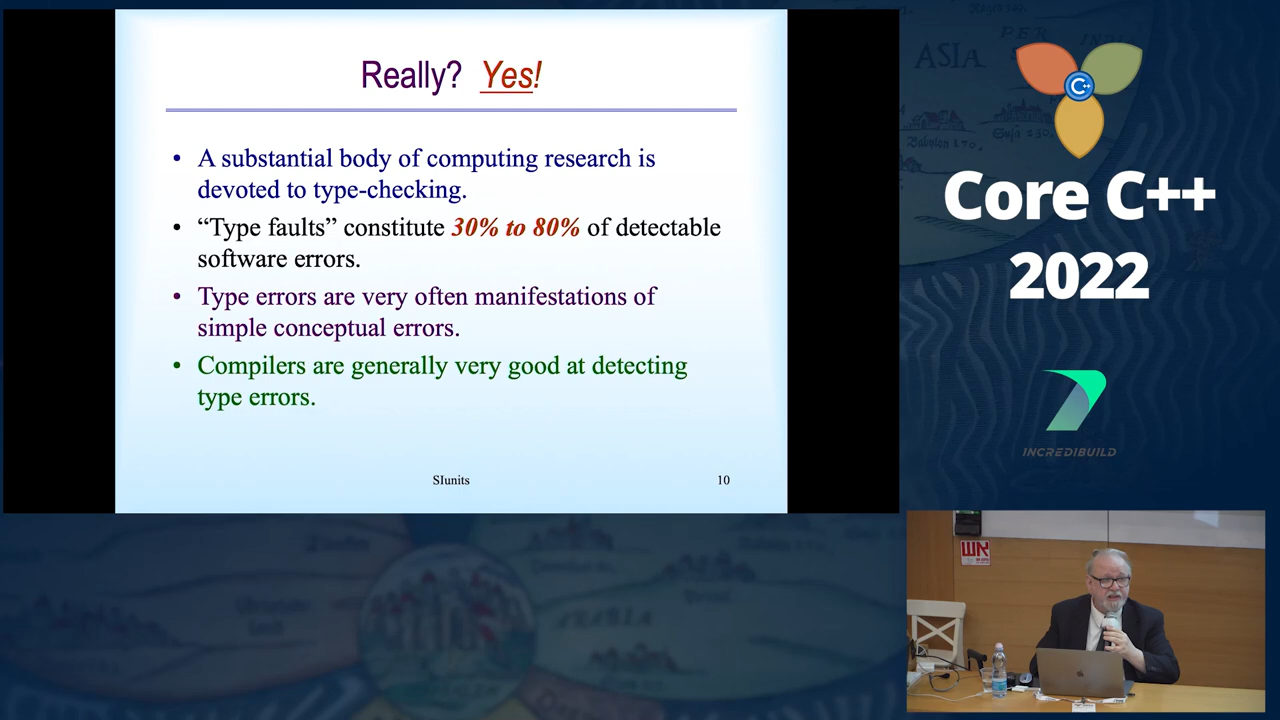 Really? Yes!
• A substantial body of computing research is
devoted to type-checking.
• “Type faults” constitute 30% to 80% of detectable
software errors.
• Type errors are very often manifestations of
simple conceptual errors.
• Compilers are generally very good at detecting
type errors.
SIunits
10
ASIA
C++
Core C++
2022
INCREDIBUILD
אש